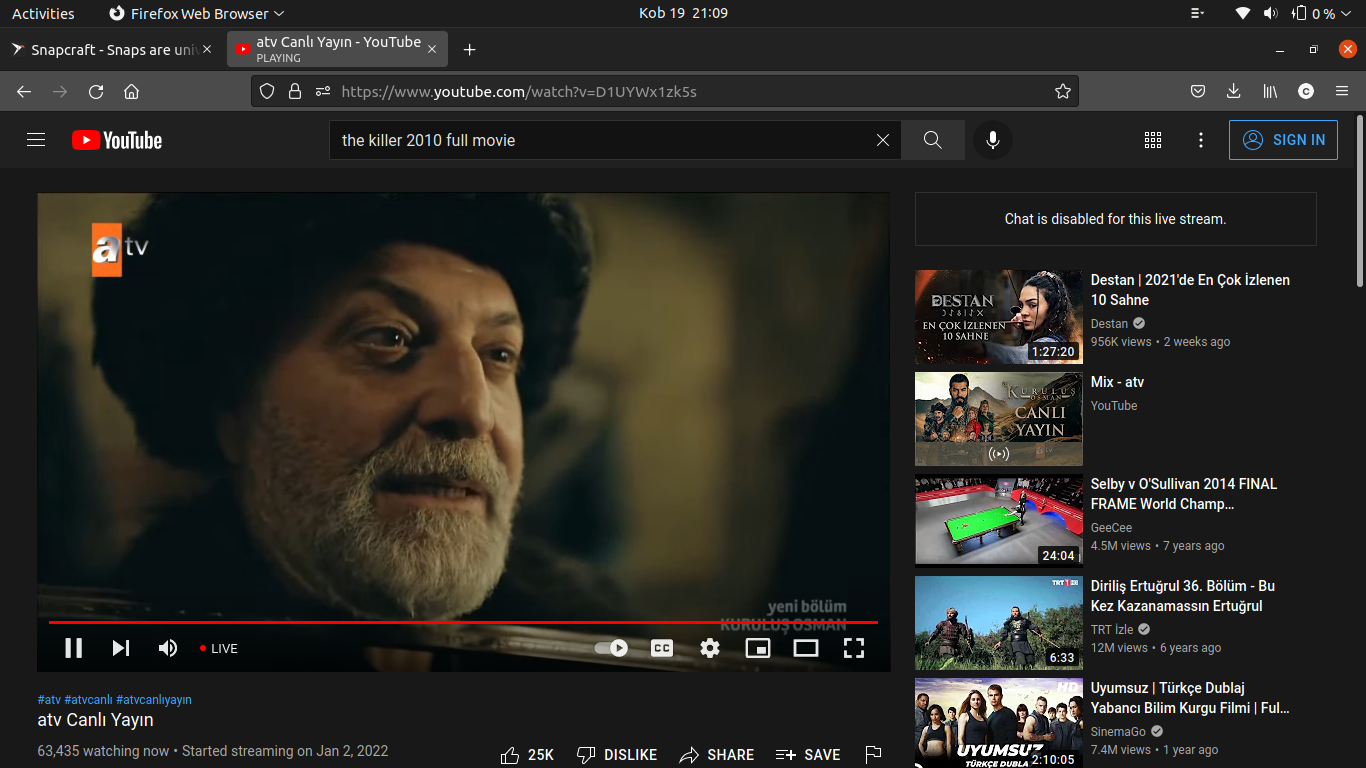 Activities
Firefox Web Browser
Kob 19 21:09
0 %
Snapcraft - Snaps are uni
atv Canlı Yayın - YouTube
PLAYING
https://www.youtube.com/watch?v=D1UYWx1zk5s
YouTube
the killer 2010 full movie
SIGN IN
atv
yeni bölüm
KURULUŞ OSMAN
LIVE
CC
#atv #atvcanlı #atvcanlıyayın
atv Canlı Yayın
63,435 watching now • Started streaming on Jan 2, 2022
25K
DISLIKE
SHARE
SAVE
Chat is disabled for this live stream.
DESTAN
EN ÇOK İZLENEN
10 SAHNE
1:27:20
Destan | 2021'de En Çok İzlenen
10 Sahne
Destan
956K views • 2 weeks ago
KURULUŞ
OSMAN
CANLI
YAYIN
Mix - atv
YouTube
24:04
Selby v O'Sullivan 2014 FINAL
FRAME World Champ...
GeeCee
4.5M views • 7 years ago
6:33
Diriliş Ertuğrul 36. Bölüm - Bu
Kez Kazanamassın Ertuğrul
TRT İzle
12M views • 6 years ago
HD
UYUMSUZ
TÜRKÇE DUBLA
2:10:05
Uyumsuz | Türkçe Dublaj
Yabancı Bilim Kurgu Filmi | Ful...
SinemaGo
7.4M views • 1 year ago